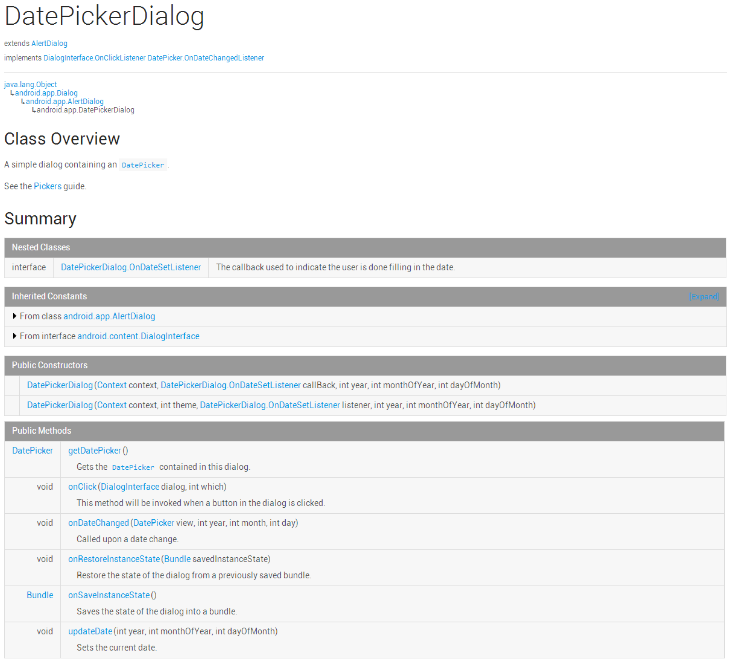 DatePickerDialog
extends AlertDialog
implements DialogInterface.OnClickListener DatePicker.OnDateChangedListener
java.lang.Object
↳android.app.Dialog
↳android.app.AlertDialog
↳android.app.DatePickerDialog
Class Overview
A simple dialog containing an DatePicker.
See the Pickers guide.
Summary
Nested Classes
interface DatePickerDialog.OnDateSetListener The callback used to indicate the user is done filling in the date.
Inherited Constants [Expand]
From class android.app.AlertDialog
From interface android.content.DialogInterface
Public Constructors
DatePickerDialog(Context context, DatePickerDialog.OnDateSetListener callBack, int year, int monthOfYear, int dayOfMonth)
DatePickerDialog(Context context, int theme, DatePickerDialog.OnDateSetListener listener, int year, int monthOfYear, int dayOfMonth)
Public Methods
DatePicker getDatePicker()
Gets the DatePicker contained in this dialog.
void onClick(DialogInterface dialog, int which)
This method will be invoked when a button in the dialog is clicked.
void onDateChanged(DatePicker view, int year, int month, int day)
Called upon a date change.
void onRestoreInstanceState(Bundle savedInstanceState)
Restore the state of the dialog from a previously saved bundle.
Bundle onSaveInstanceState()
Saves the state of the dialog into a bundle.
void updateDate(int year, int monthOfYear, int dayOfMonth)
Sets the current date.